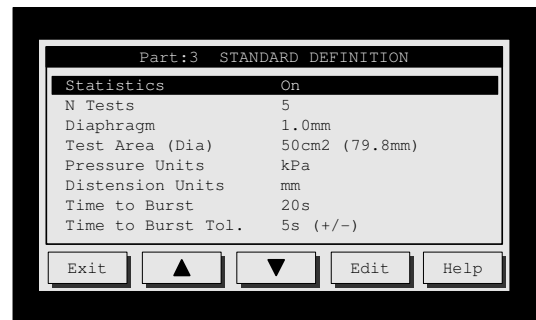 Part:3 STANDARD DEFINITION
Statistics On
N Tests 5
Diaphragm 1.0mm
Test Area (Dia) 50cm2 (79.8mm)
Pressure Units kPa
Distension Units mm
Time to Burst 20s
Time to Burst Tol. 5s (+/-)
Exit ▲ ▼ Edit Help